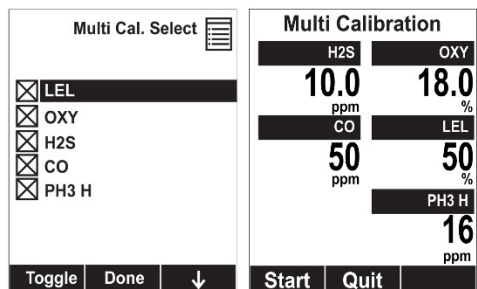 Multi Cal. Select
LEL
OXY
H2S
CO
PH3 H
Toggle Done ↓
Multi Calibration
H2S OXY
10.0 18.0
ppm %
CO LEL
50 50
ppm %
PH3 H
16
ppm
Start Quit